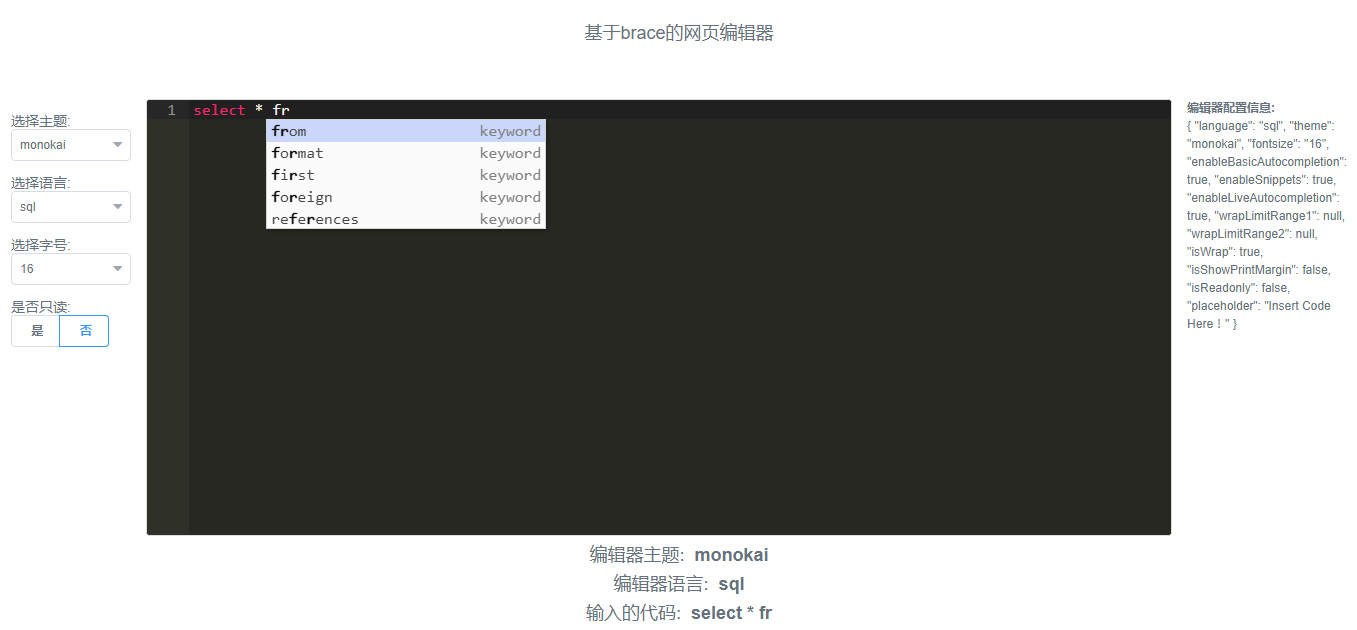 基于brace的网页编辑器
选择主题:
monokai
选择语言:
sql
选择字号:
16
是否只读:
是 否
1 select * fr
from keyword
format keyword
first keyword
foreign keyword
references keyword
编辑器配置信息:
{ "language": "sql", "theme":
"monokai", "fontsize": "16",
"enableBasicAutocompletion":
true, "enableSnippets": true,
"enableLiveAutocompletion":
true, "wrapLimitRange1": null,
"wrapLimitRange2": null,
"isWrap": true,
"isShowPrintMargin": false,
"isReadonly": false,
"placeholder": "Insert Code
Here！" }
编辑器主题: monokai
编辑器语言: sql
输入的代码: select * fr